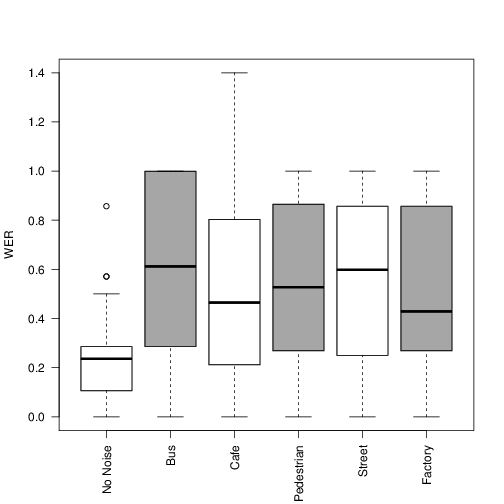 1.4
1.2
1.0
0.8
0.6
0.4
0.2
0.0
WER
No Noise
Bus
Cafe
Pedestrian
Street
Factory